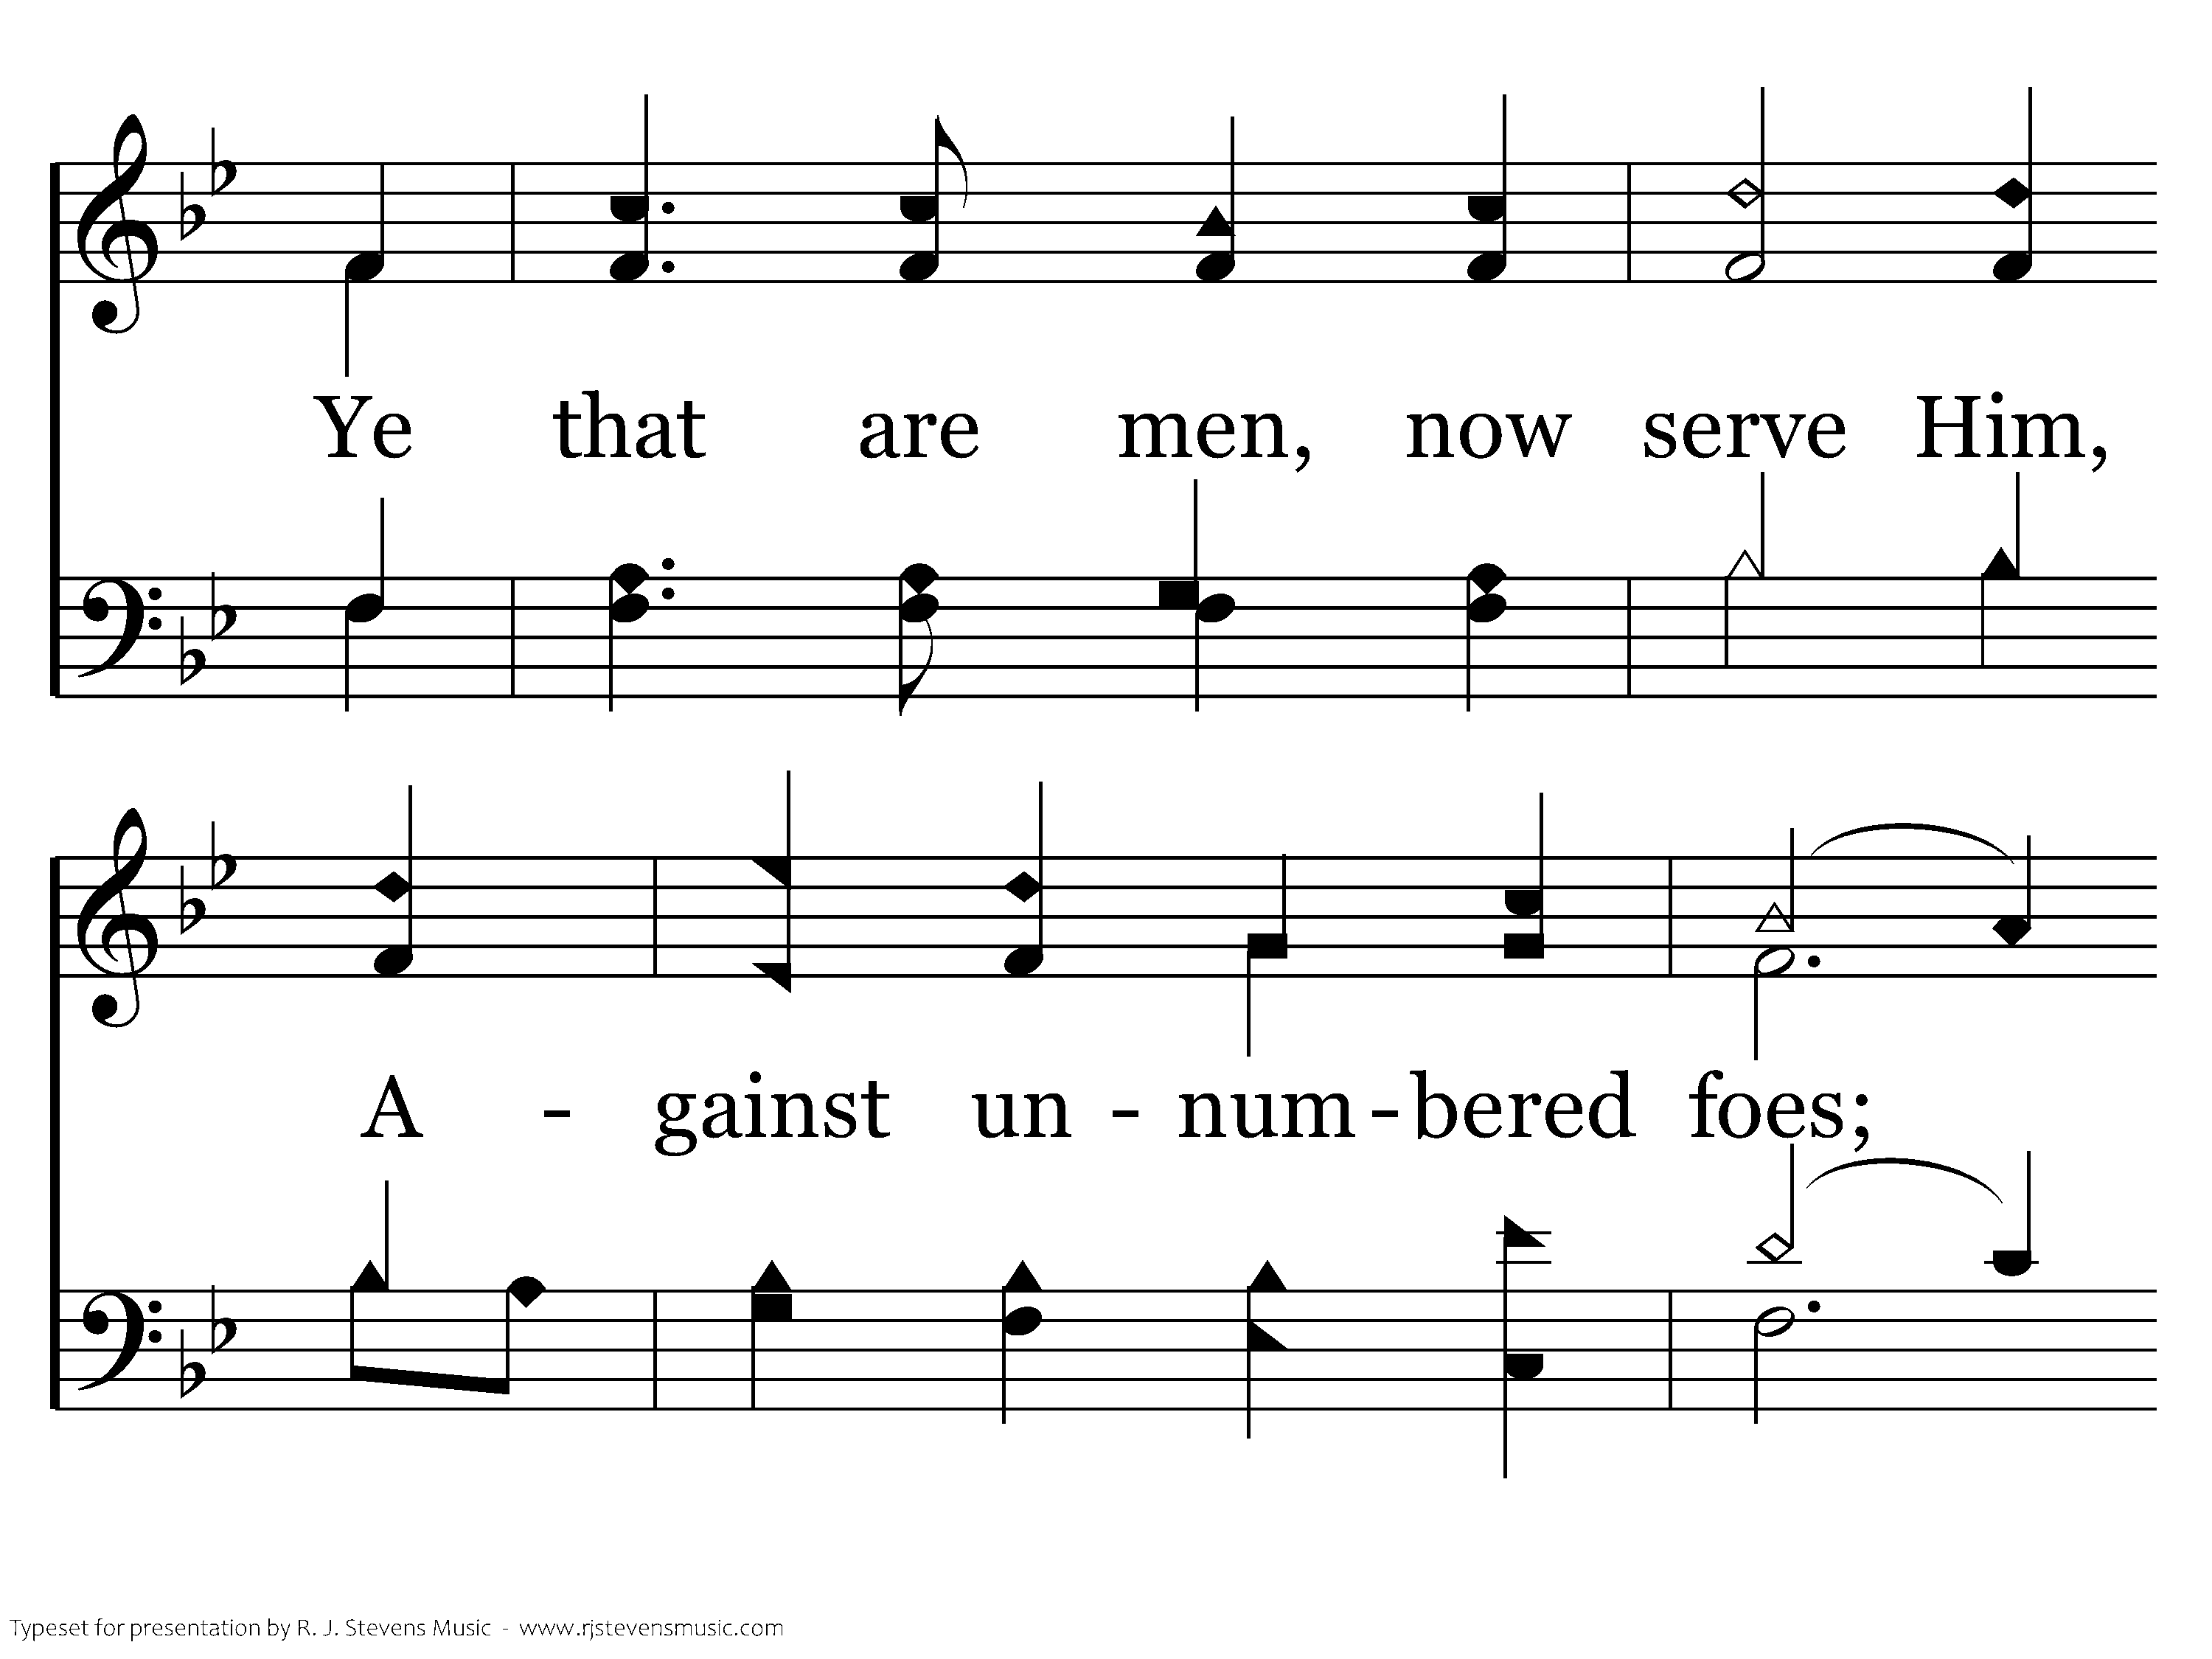 Ye that are men, now serve Him,
A - gainst un - num - bered foes;
Typeset for presentation by R. J. Stevens Music - www.rjstevensmusic.com